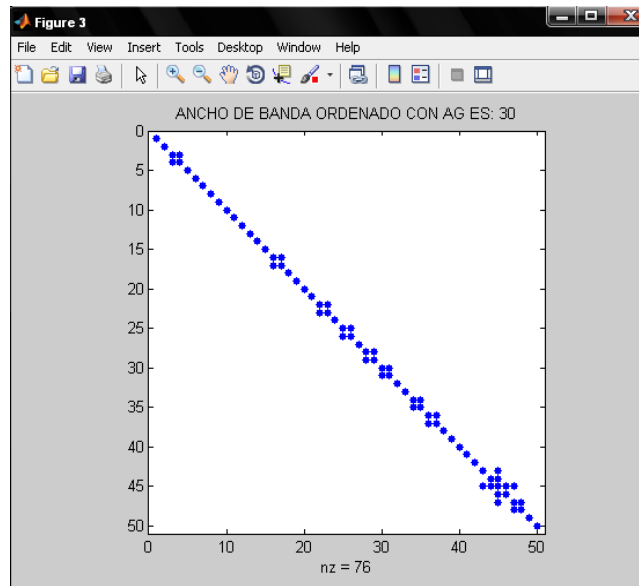 Figure 3
File Edit View Insert Tools Desktop Window Help
ANCHO DE BANDA ORDENADO CON AG ES: 30
0
5
10
15
20
25
30
35
40
45
50
0 10 20 30 40 50
nz = 76